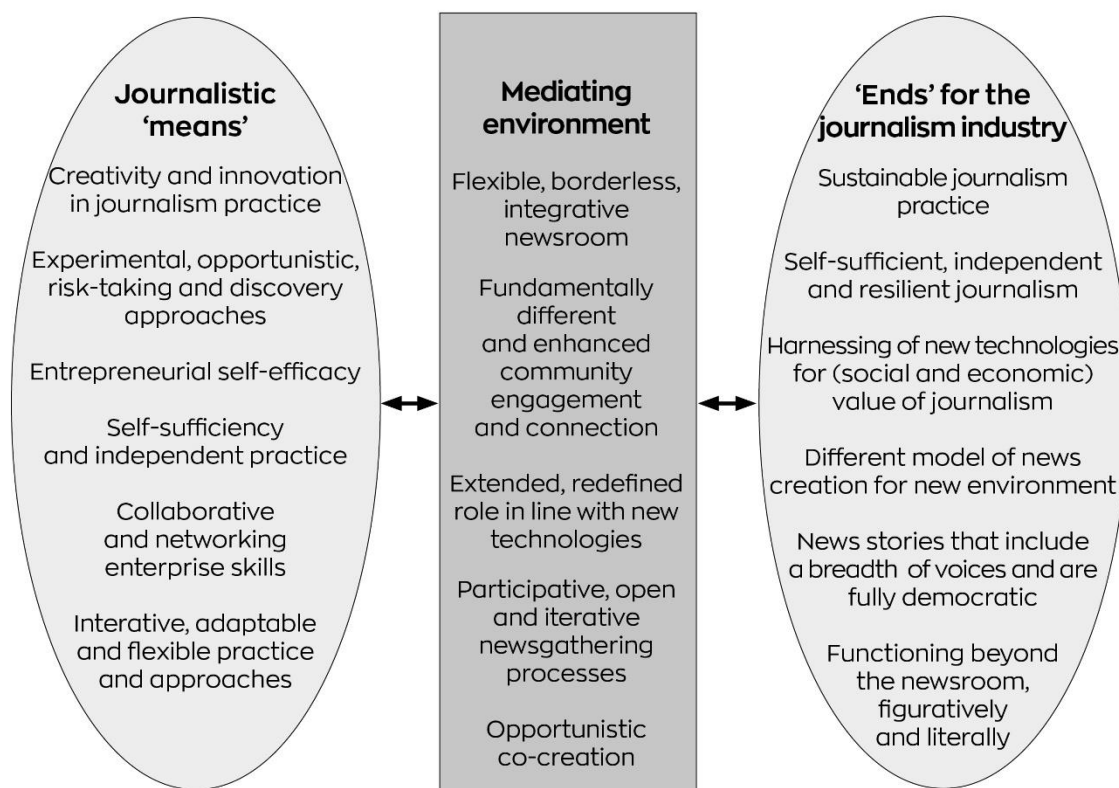 Journalistic
'means'
Creativity and innovation
in journalism practice
Experimental, opportunistic,
risk-taking and discovery
approaches
Entrepreneurial self-efficacy
Self-sufficiency
and independent practice
Collaborative
and networking
enterprise skills
Interative, adaptable
and flexible practice
and approaches
Mediating
environment
Flexible, borderless,
integrative
newsroom
Fundamentally
different
and enhanced
community
engagement
and connection
Extended, redefined
role in line with new
technologies
Participative, open
and iterative
newsgathering
processes
Opportunistic
co-creation
'Ends' for the
journalism industry
Sustainable journalism
practice
Self-sufficient, independent
and resilient journalism
Harnessing of new technologies
for (social and economic)
value of journalism
Different model of news
creation for new environment
News stories that include
a breadth of voices and are
fully democratic
Functioning beyond
the newsroom,
figuratively
and literally